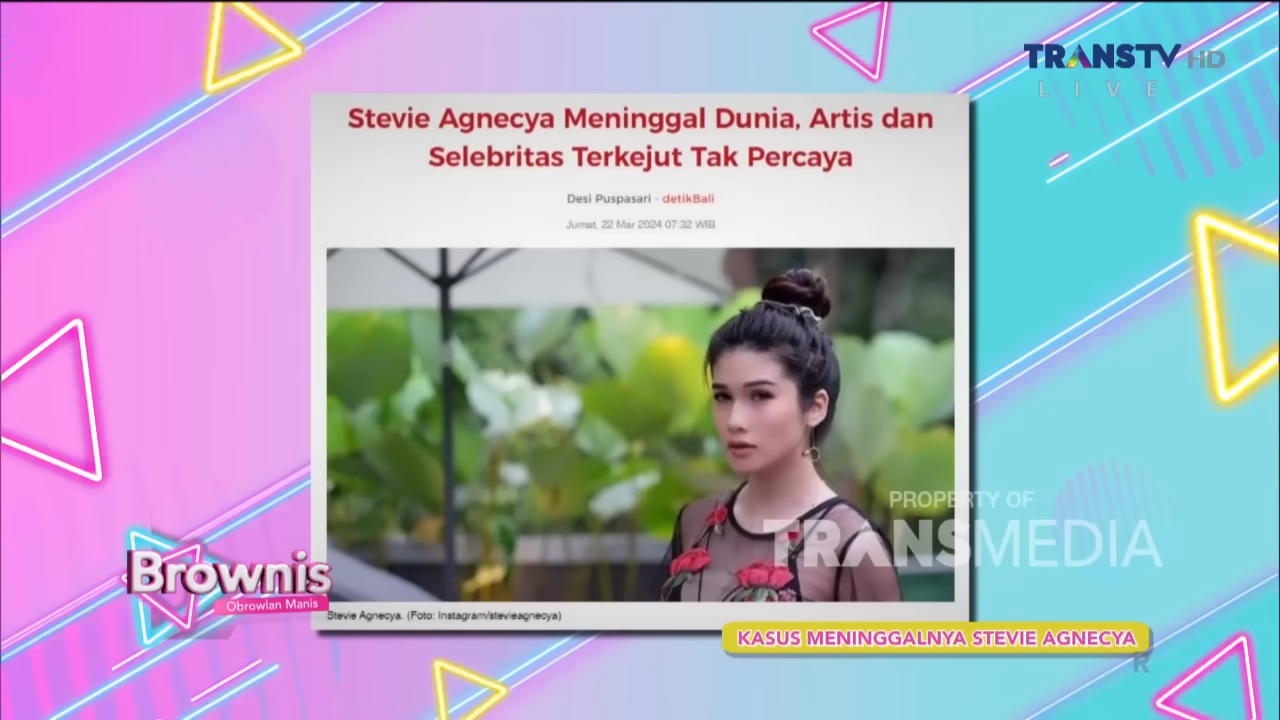 TRANSTV HD
LIVE
Stevie Agnecya Meninggal Dunia, Artis dan
Selebritas Terkejut Tak Percaya
Desi Puspasari - detikBali
Jumat, 22 Mar 2024 07:32 WIB
PROPERTY OF
TRANSMEDIA
Brownis
Obrowlan Manis
Stevie Agnecya. (Foto: Instagram/stevieagnecya)
KASUS MENINGGALNYA STEVIE AGNECYA
R